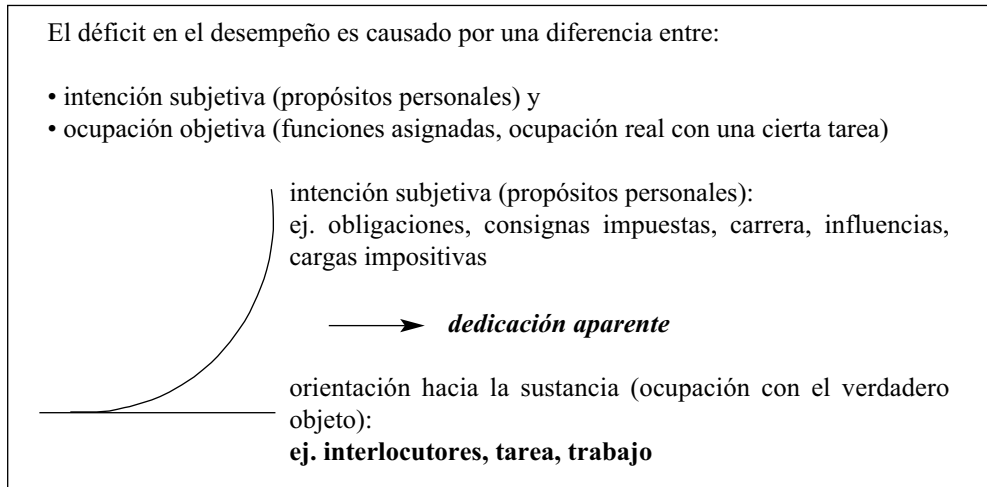 El déficit en el desempeño es causado por una diferencia entre:
• intención subjetiva (propósitos personales) y
• ocupación objetiva (funciones asignadas, ocupación real con una cierta tarea)
intención subjetiva (propósitos personales):
ej. obligaciones, consignas impuestas, carrera, influencias,
cargas impositivas
dedicación aparente
orientación hacia la sustancia (ocupación con el verdadero
objeto):
ej. interlocutores, tarea, trabajo